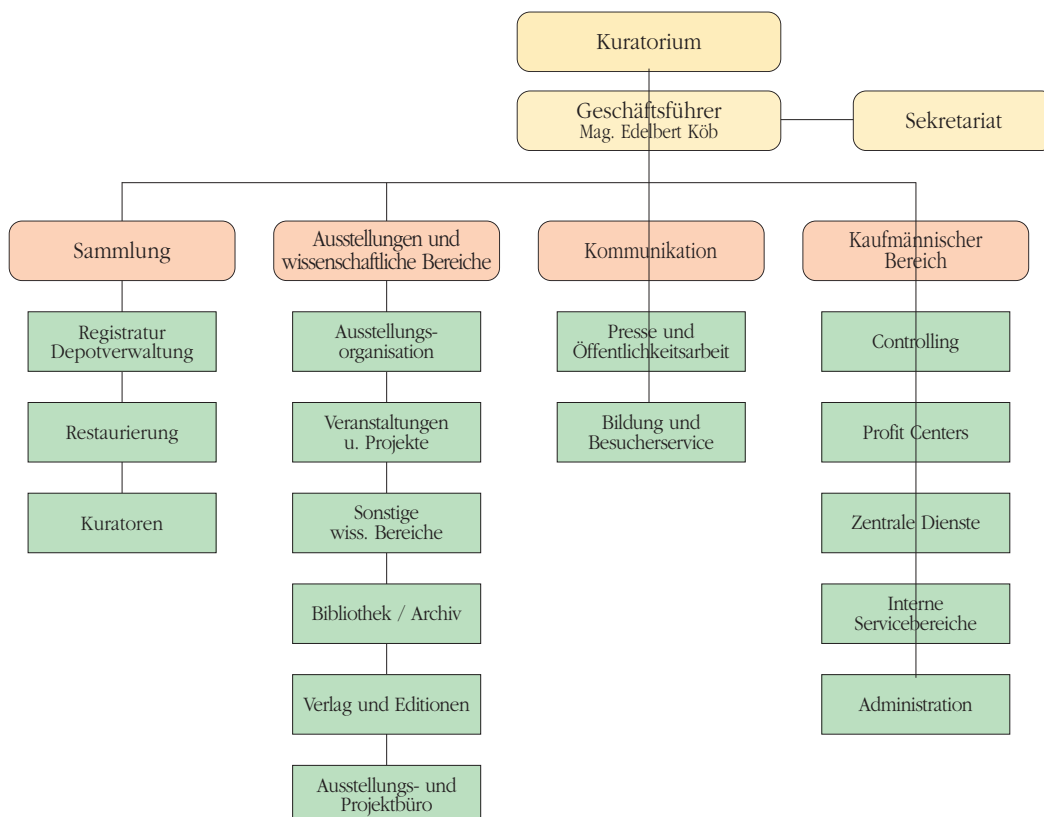 Kuratorium
Geschäftsführer
Mag. Edelbert Köb
Sekretariat
Sammlung
Ausstellungen und
wissenschaftliche Bereiche
Kommunikation
Kaufmännischer
Bereich
Registratur
Depotverwaltung
Restaurierung
Kuratoren
Ausstellungs-
organisation
Veranstaltungen
u. Projekte
Sonstige
wiss. Bereiche
Bibliothek / Archiv
Verlag und Editionen
Ausstellungs- und
Projektbüro
Presse und
Öffentlichkeitsarbeit
Bildung und
Besucherservice
Controlling
Profit Centers
Zentrale Dienste
Interne
Servicebereiche
Administration